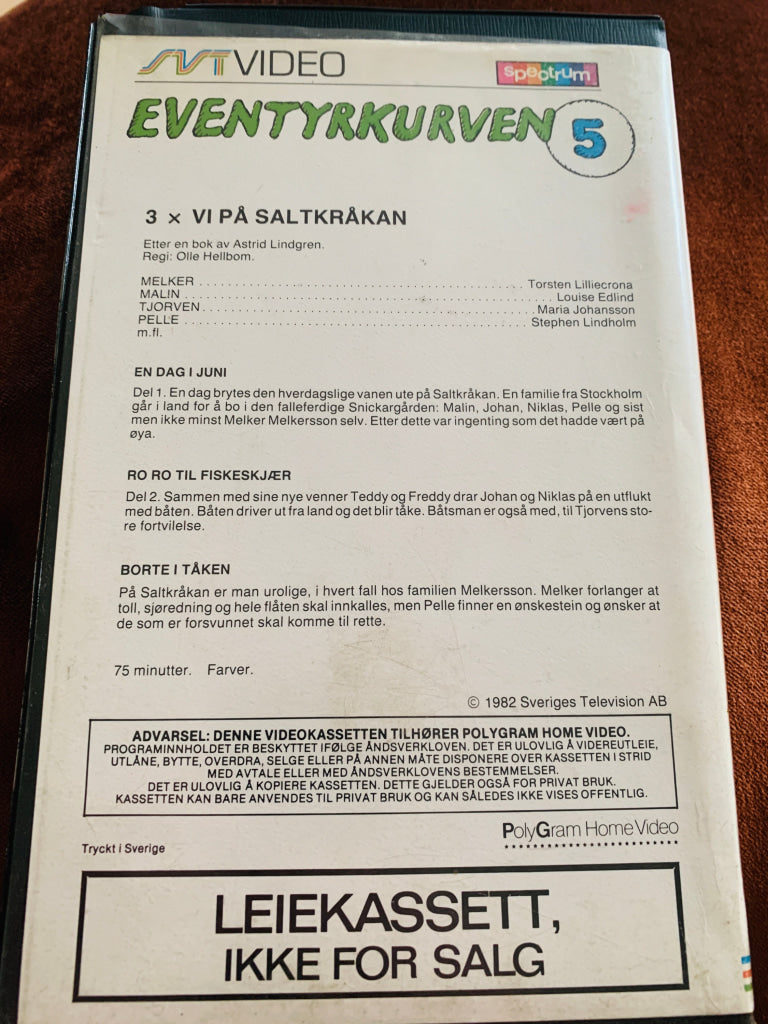 SVT VIDEO
spectrum
EVENTYRKURVEN 5
3 × VI PÅ SALTKRÅKAN
Etter en bok av Astrid Lindgren.
Regi: Olle Hellbom.
MELKER . . . . . . . . . . . . . . . . . . . . . . . . . . . . . . Torsten Lilliecrona
MALIN . . . . . . . . . . . . . . . . . . . . . . . . . . . . . . Louise Edlind
TJORVEN . . . . . . . . . . . . . . . . . . . . . . . . . . . . . . Maria Johansson
PELLE . . . . . . . . . . . . . . . . . . . . . . . . . . . . . . Stephen Lindholm
m.fl.
EN DAG I JUNI
Del 1. En dag brytes den hverdagslige vanen ute på Saltkråkan. En familie fra Stockholm
går i land for å bo i den falleferdige Snickargården: Malin, Johan, Niklas, Pelle og sist
men ikke minst Melker Melkersson selv. Etter dette var ingenting som det hadde vært på
øya.
RO RO TIL FISKESKJÆR
Del 2. Sammen med sine nye venner Teddy og Freddy drar Johan og Niklas på en utflukt
med båten. Båten driver ut fra land og det blir tåke. Båtsman er også med, til Tjorvens sto-
re fortvilelse.
BORTE I TÅKEN
På Saltkråkan er man urolige, i hvert fall hos familien Melkersson. Melker forlanger at
toll, sjøredning og hele flåten skal innkalles, men Pelle finner en ønskestein og ønsker at
de som er forsvunnet skal komme til rette.
75 minutter. Farver.
© 1982 Sveriges Television AB
ADVARSEL: DENNE VIDEOKASSETTEN TILHØRER POLYGRAM HOME VIDEO.
PROGRAMINNHOLDET ER BESKYTTET IFØLGE ÅNDSVERKLOVEN. DET ER ULOVLIG Å VIDEREUTLEIE,
UTLÅNE, BYTTE, OVERDRA, SELGE ELLER PÅ ANNEN MÅTE DISPONERE OVER KASSETTEN I STRID
MED AVTALE ELLER MED ÅNDSVERKLOVENS BESTEMMELSER.
DET ER ULOVLIG Å KOPIERE KASSETTEN. DETTE GJELDER OGSÅ FOR PRIVAT BRUK.
KASSETTEN KAN BARE ANVENDES TIL PRIVAT BRUK OG KAN SÅLEDES IKKE VISES OFFENTLIG.
PolyGram Home Video
Tryckt i Sverige
LEIEKASSETT,
IKKE FOR SALG